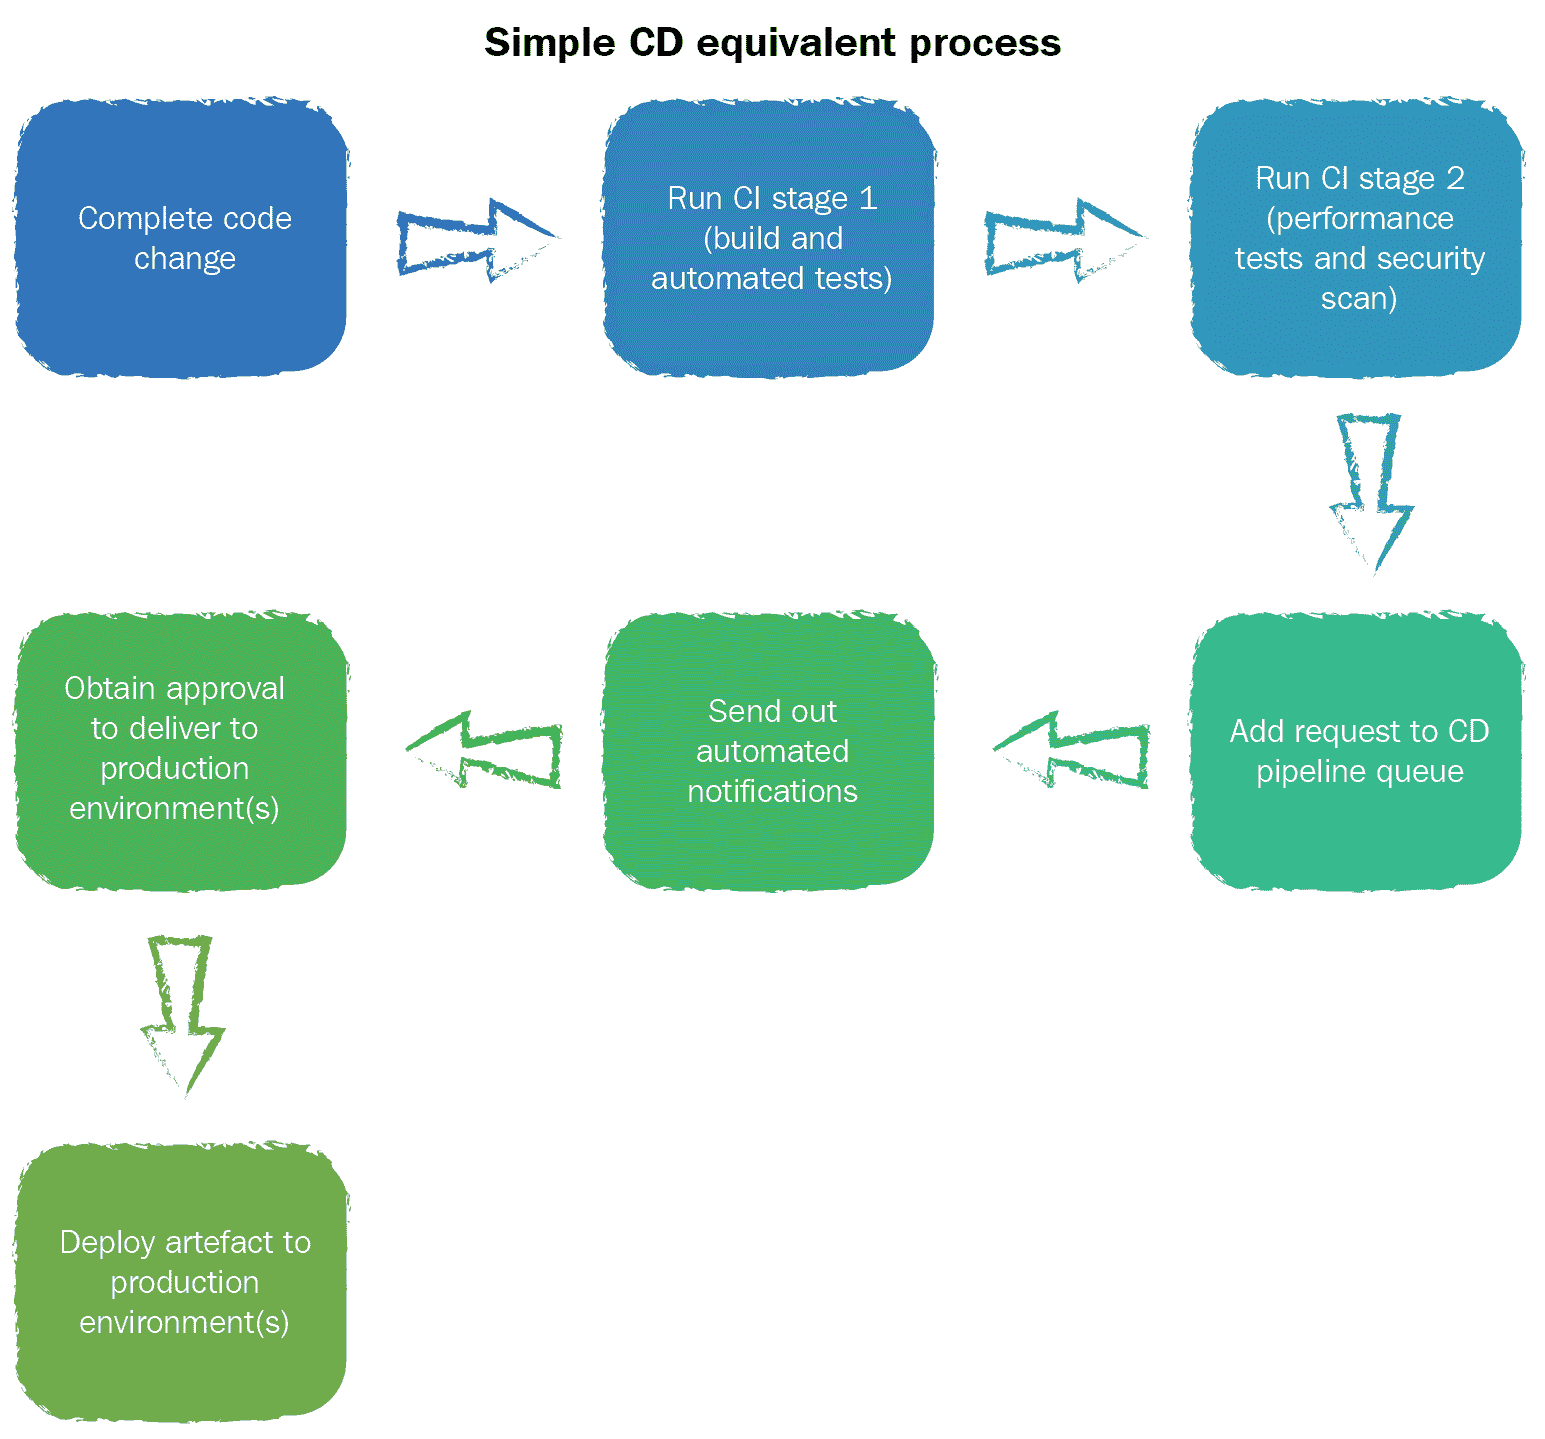 Simple CD equivalent process
Complete code
change
Run CI stage 1
(build and
automated tests)
Run CI stage 2
(performance
tests and security
scan)
Add request to CD
pipeline queue
Send out
automated
notifications
Obtain approval
to deliver to
production
environment(s)
Deploy artefact to
production
environment(s)